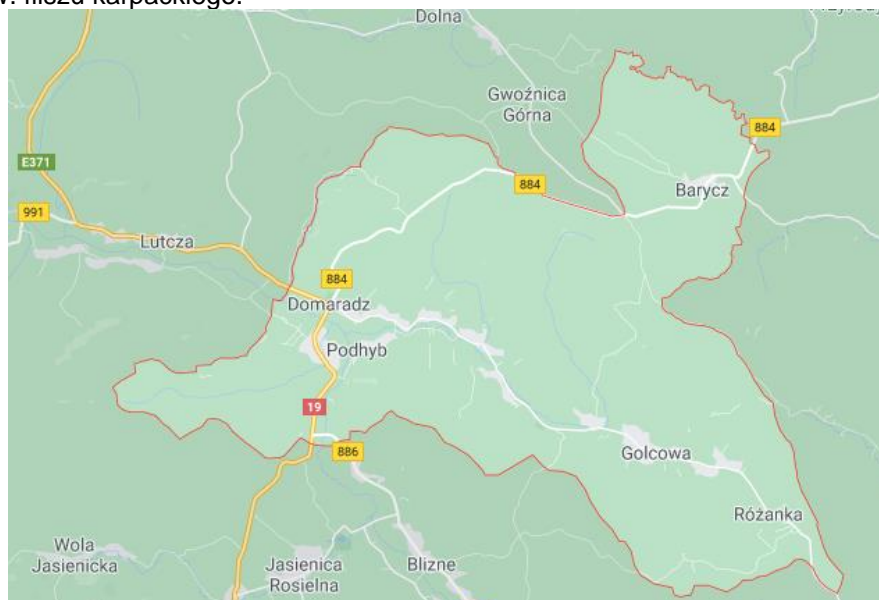 Dolna
Gwoźnica
Górna
884
E371
884
Barycz
991
Lutcza
884
Domaradz
Podhyb
19
886
Golcowa
Różanka
Wola
Jasienicka
Jasienica
Rosielna
Blizne